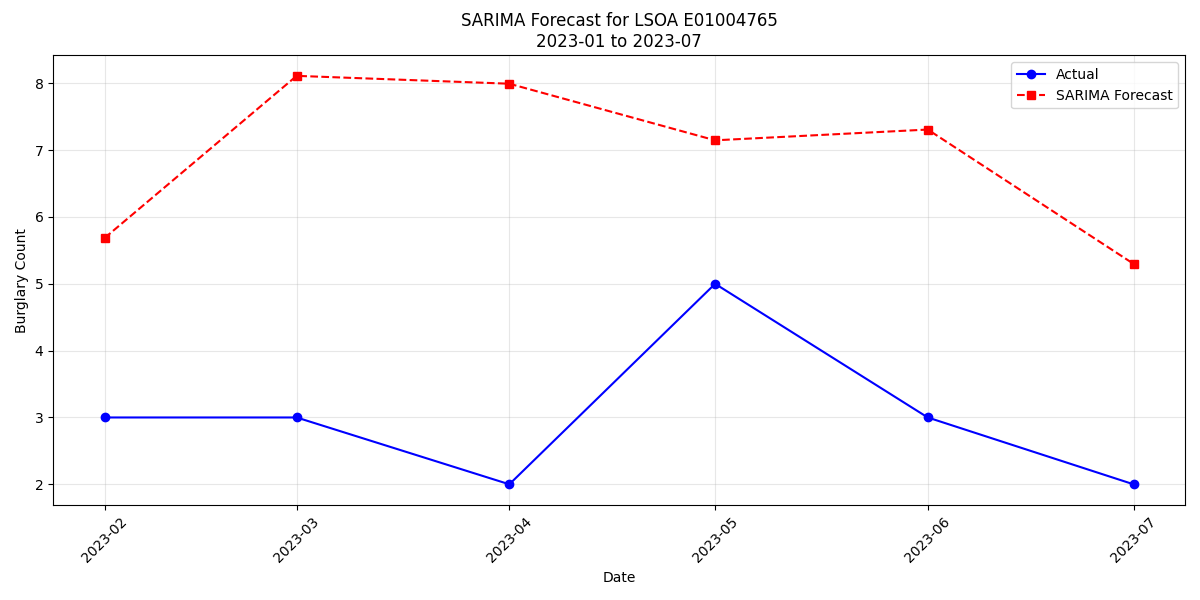 SARIMA Forecast for LSOA E01004765
2023-01 to 2023-07
Actual
SARIMA Forecast
Burglary Count
8
7
6
5
4
3
2
2023-02
2023-03
2023-04
2023-05
2023-06
2023-07
Date